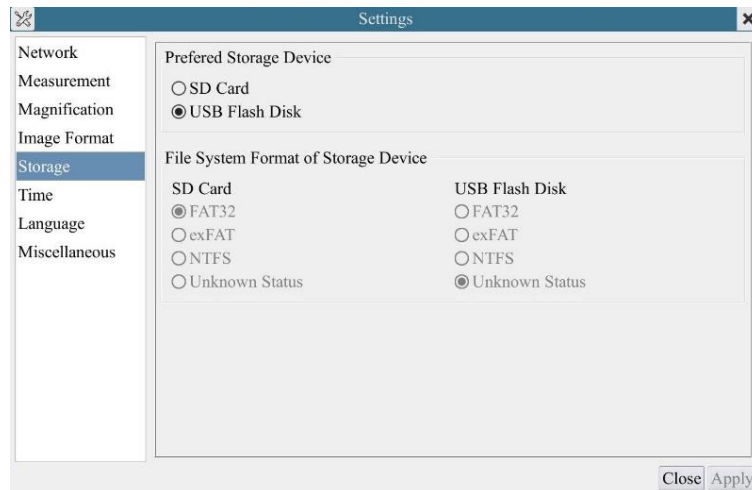 Settings
Network
Measurement
Magnification
Image Format
Storage
Time
Language
Miscellaneous
Prefered Storage Device
SD Card
USB Flash Disk
File System Format of Storage Device
SD Card
FAT32
exFAT
NTFS
Unknown Status
USB Flash Disk
FAT32
exFAT
NTFS
Unknown Status
Close
Apply